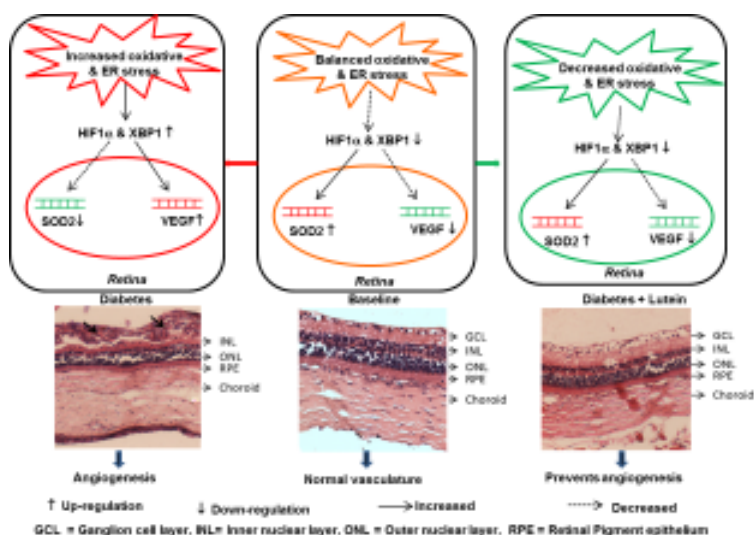 Increased oxidative
& ER stress
HIF1α & XBP1 ↑
SOD2↓
VEGF↑
Retina
Diabetes
Balanced oxidative
& ER stress
HIF1α & XBP1 ↓
SOD2 ↑
VEGF ↓
Retina
Baseline
Decreased oxidative
& ER stress
HIF1α & XBP1 ↓
SOD2 ↑
VEGF ↓
Retina
Diabetes + Lutein
INL
ONL
RPE
Choroid
GCL
INL
ONL
RPE
Choroid
GCL
INL
ONL
RPE
Choroid
Angiogenesis
Normal vasculature
Prevents angiogenesis
↑ Up-regulation
↓ Down-regulation
Increased
Decreased
GCL = Ganglion cell layer, INL= Inner nuclear layer, ONL = Outer nuclear layer, RPE = Retinal Pigment epithelium